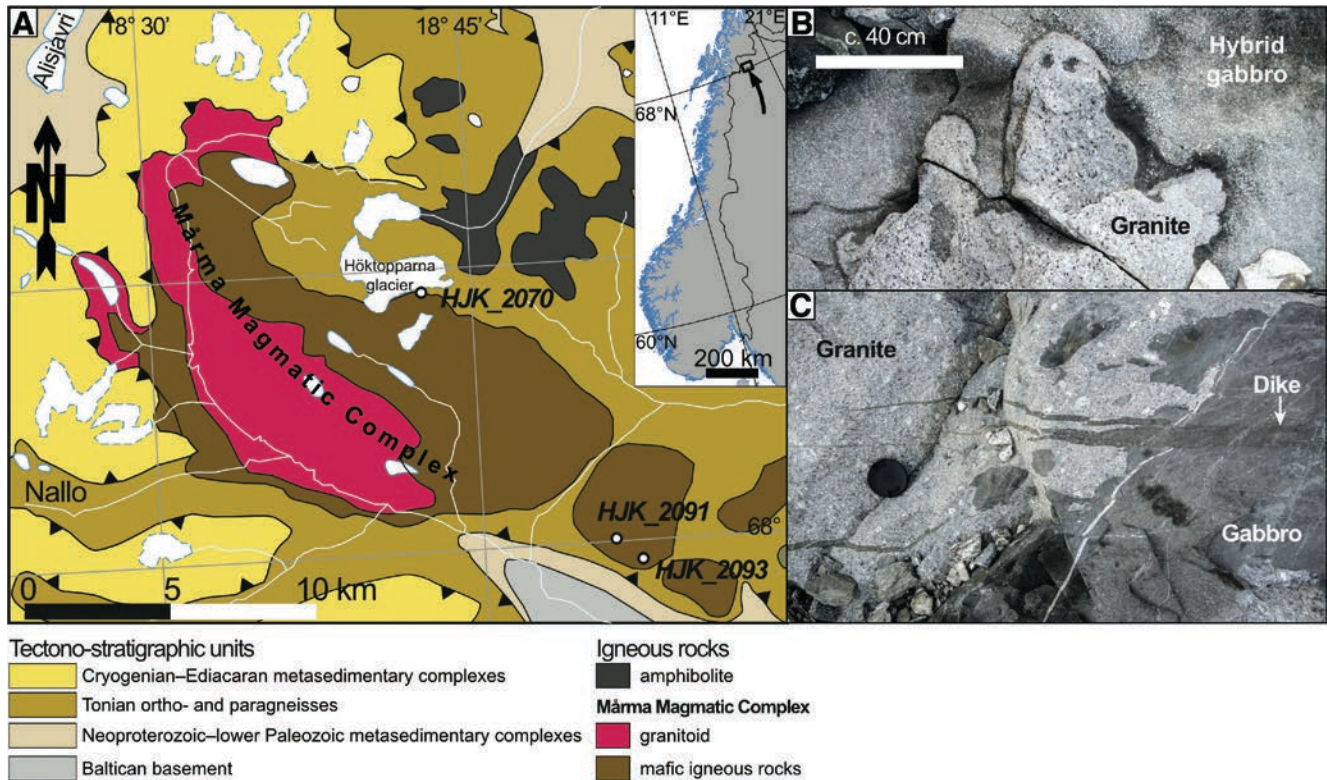 A
18° 30′
18° 45′
Alisjavri
N
Mårma Magmatic Complex
Höktopparna
glacier
HJK_2070
Nallo
HJK_2091
68°
HJK_2093
0
5
10 km
11°E
21°E
68°N
60°N
200 km
B
c. 40 cm
Hybrid
gabbro
Granite
C
Granite
Dike
Gabbro
Tectono-stratigraphic units
Cryogenian–Ediacaran metasedimentary complexes
Tonian ortho- and paragneisses
Neoproterozoic–lower Paleozoic metasedimentary complexes
Baltican basement
Igneous rocks
amphibolite
Mårma Magmatic Complex
granitoid
mafic igneous rocks